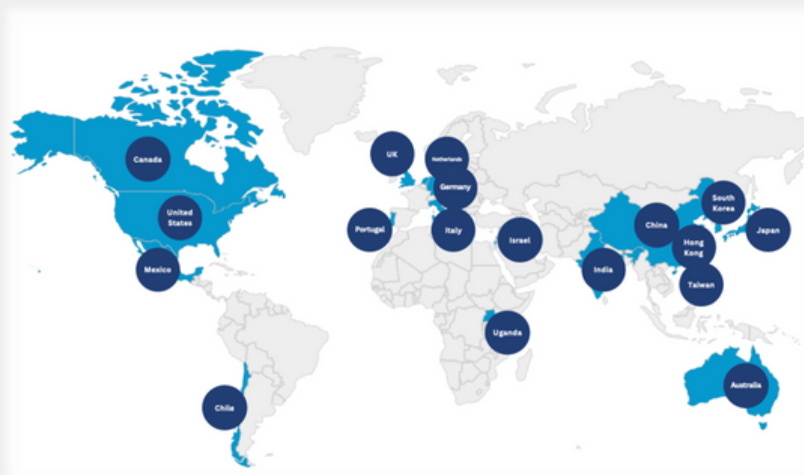 Canada
United
States
Mexico
Chile
UK
Netherlands
Germany
Portugal
Italy
Israel
Uganda
India
China
South
Korea
Japan
Hong
Kong
Taiwan
Australia